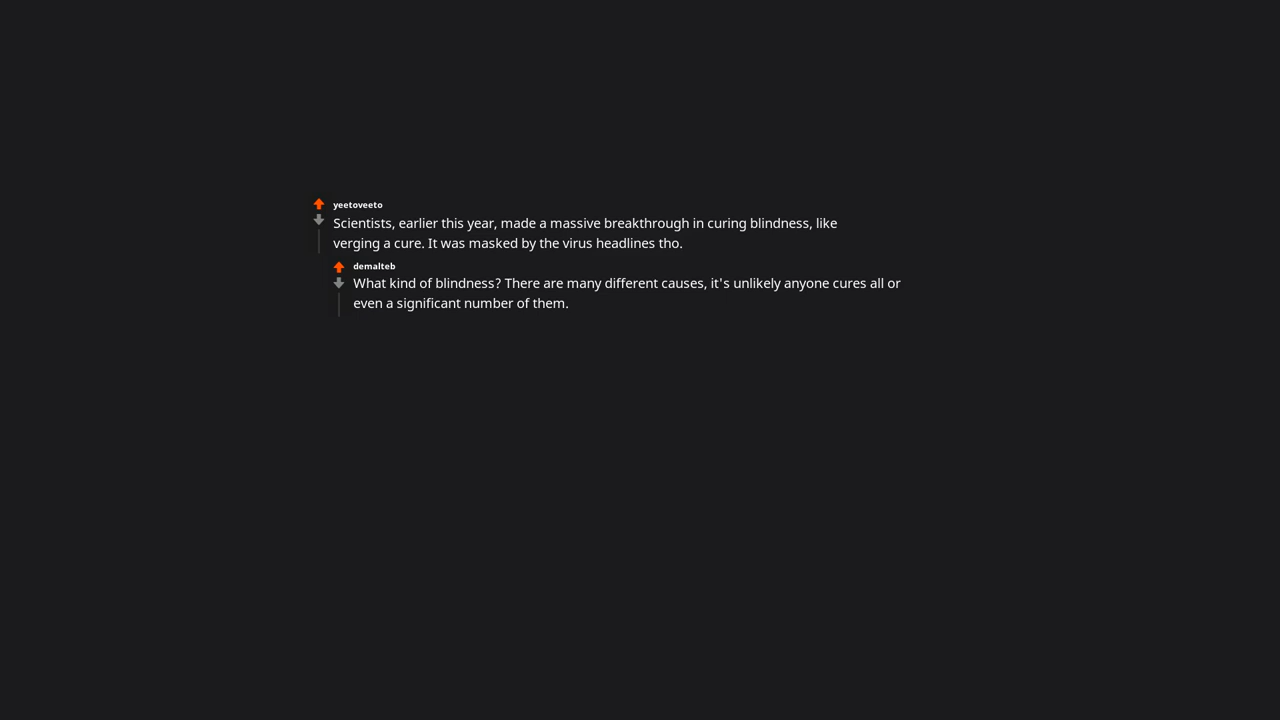 yeetoveeto
Scientists, earlier this year, made a massive breakthrough in curing blindness, like
verging a cure. It was masked by the virus headlines tho.
demalteb
What kind of blindness? There are many different causes, it's unlikely anyone cures all or
even a significant number of them.